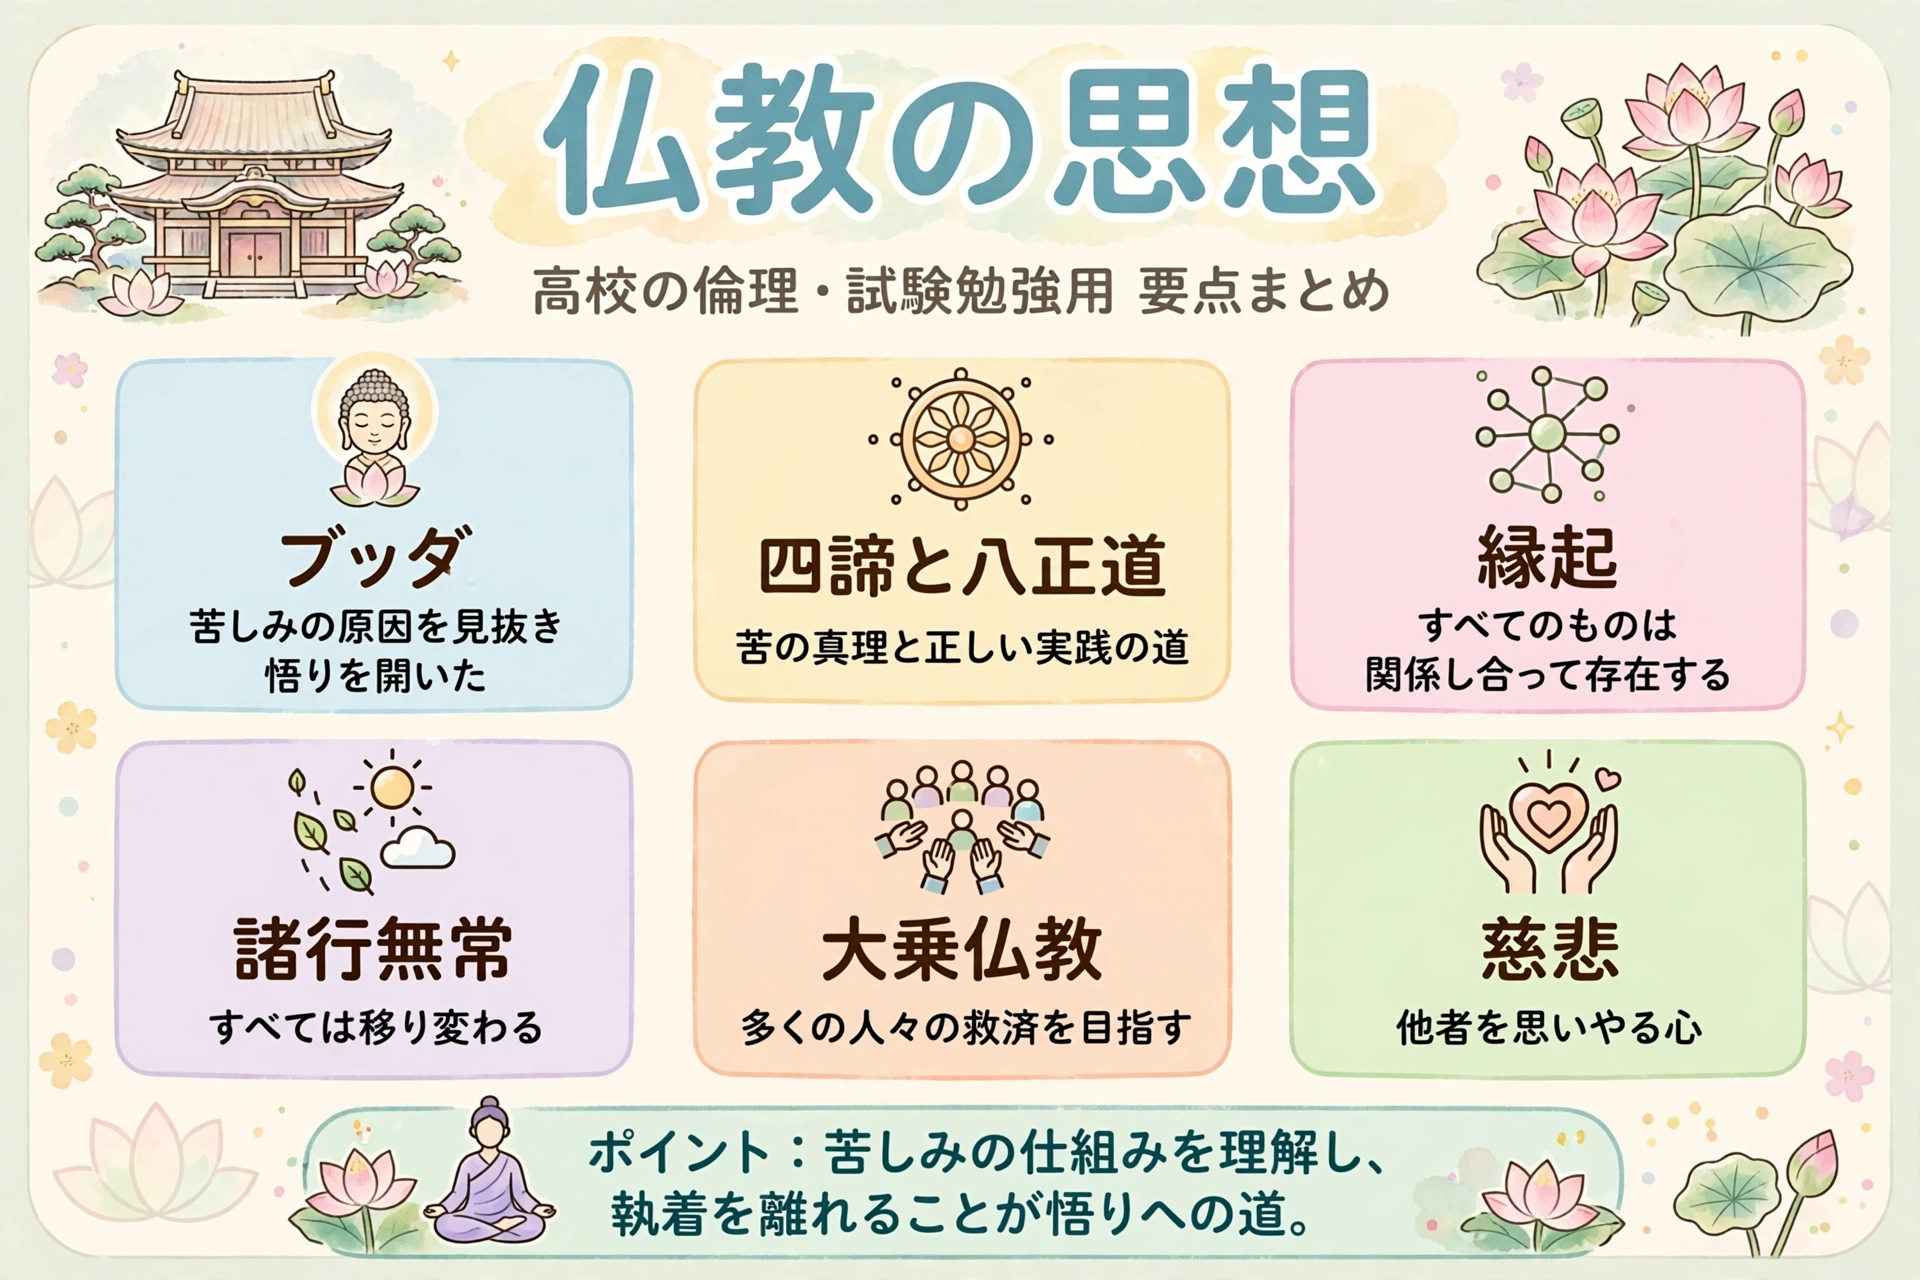 仏教の思想
高校の倫理・試験勉強用 要点まとめ
ブッダ
苦しみの原因を見抜き
悟りを開いた
四諦と八正道
苦の真理と正しい実践の道
縁起
すべてのものは
関係し合って存在する
諸行無常
すべては移り変わる
大乗仏教
多くの人々の救済を目指す
慈悲
他者を思いやる心
ポイント：苦しみの仕組みを理解し、
執着を離れることが悟りへの道。